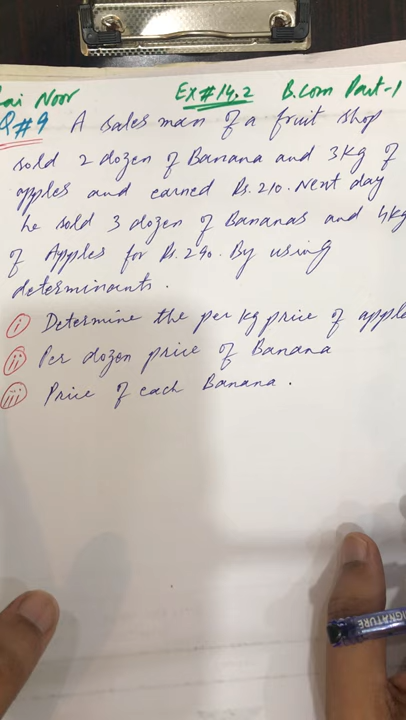 ai Noor Ex#14.2 B.Com Part-1
Q#9 A sales man of a fruit shop
sold 2 dozen of Banana and 3Kg of
apples and earned Rs.210. Next day
he sold 3 dozen of Bananas and 4Kg
of Apples for Rs.290. By using
determinants.
(i) Determine the per kg price of apple
(ii) Per dozen price of Banana
(iii) Price of each Banana.
SIGNATURE